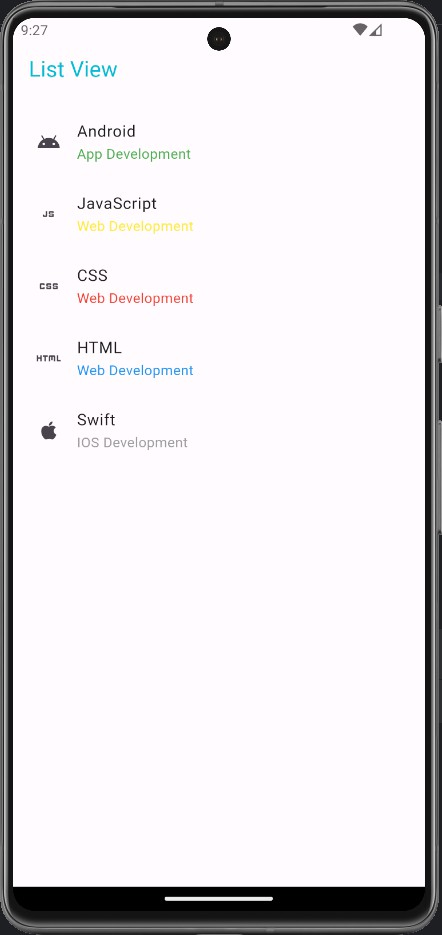 9:27
List View
Android
App Development
JS
JavaScript
Web Development
CSS
CSS
Web Development
HTML
HTML
Web Development
Swift
IOS Development